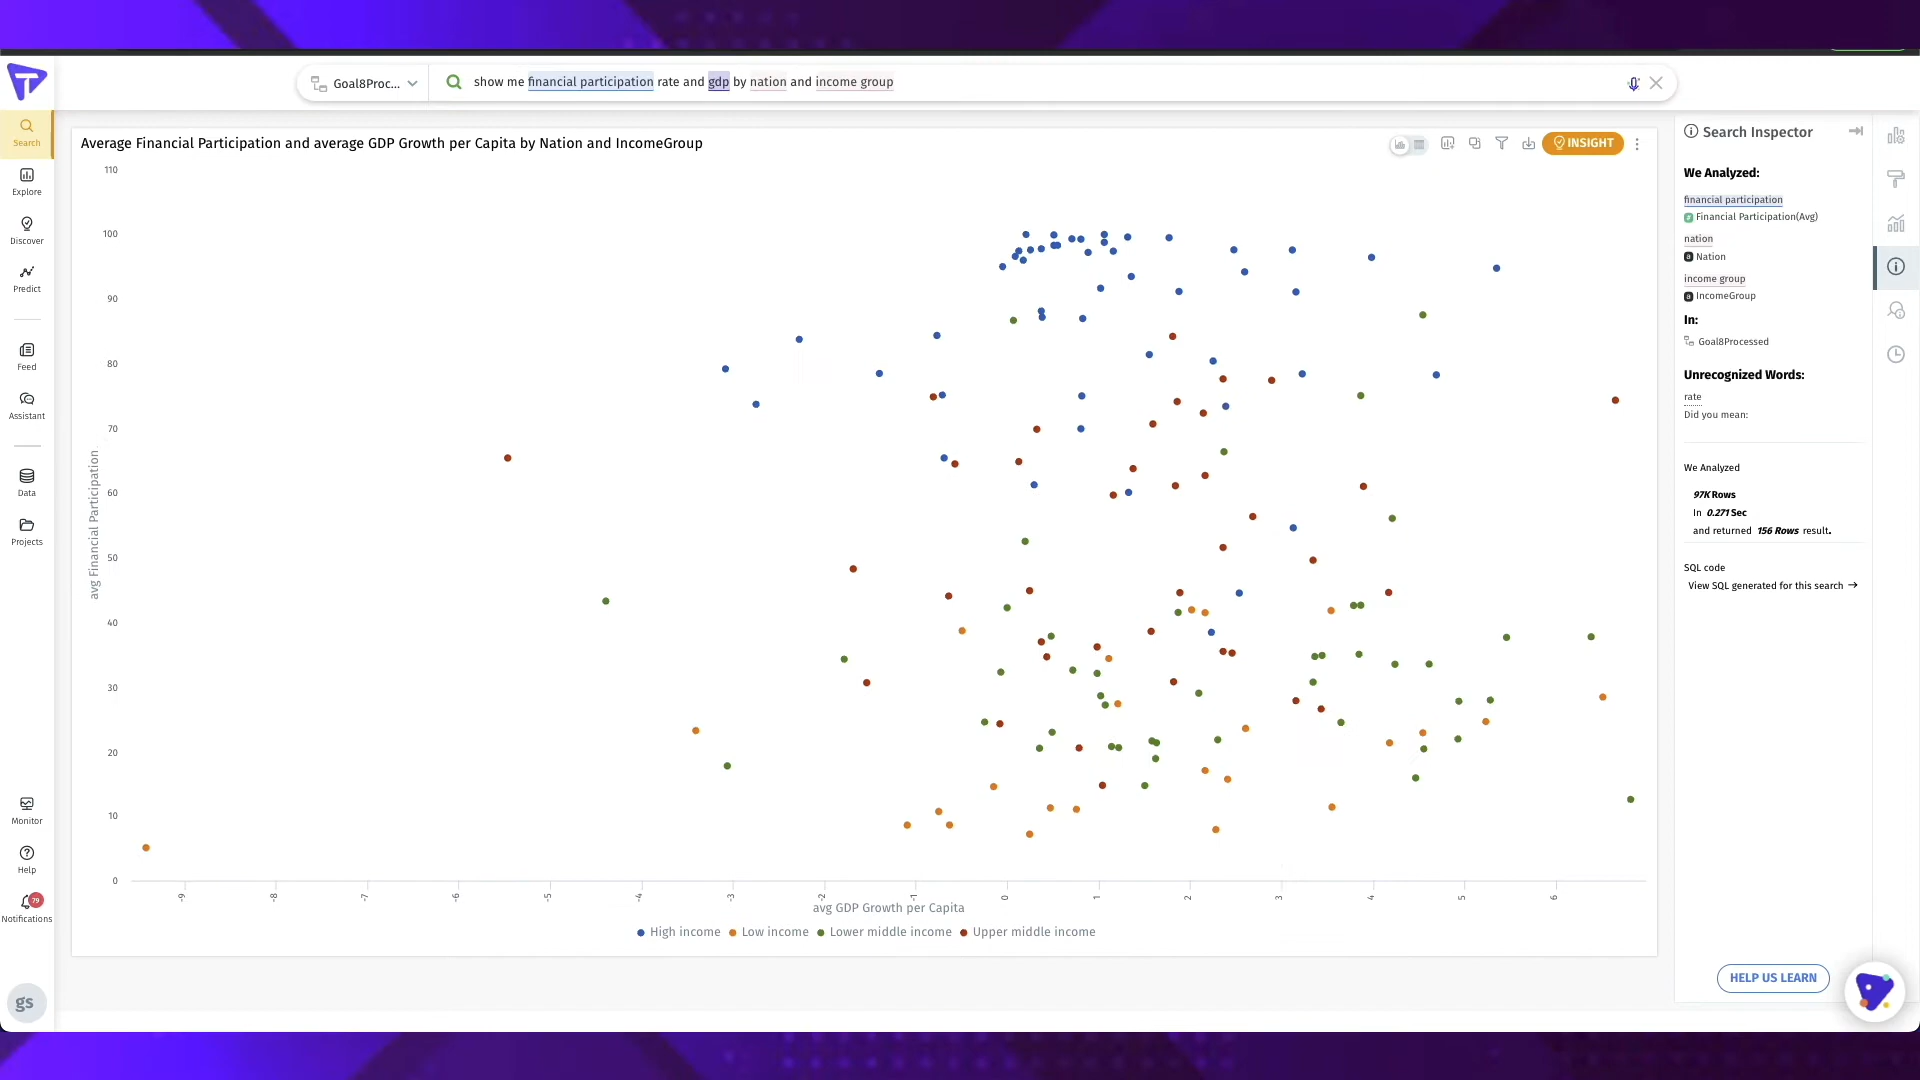 Goal8Proc...
show me financial participation rate and gdp by nation and income group
Search
Explore
Discover
Predict
Feed
Assistant
Data
Projects
Monitor
Help
79
Notifications
gs
Average Financial Participation and average GDP Growth per Capita by Nation and IncomeGroup
INSIGHT
110
100
90
80
70
60
50
40
30
20
10
0
avg Financial Participation
-9
-8
-7
-6
-5
-4
-3
-2
-1
0
1
2
3
4
5
6
avg GDP Growth per Capita
High income
Low income
Lower middle income
Upper middle income
Search Inspector
We Analyzed:
financial participation
# Financial Participation(Avg)
nation
a Nation
income group
a IncomeGroup
In:
Goal8Processed
Unrecognized Words:
rate
Did you mean:
We Analyzed
97K Rows
In 0.271 Sec
and returned 156 Rows result.
SQL code
View SQL generated for this search →
HELP US LEARN